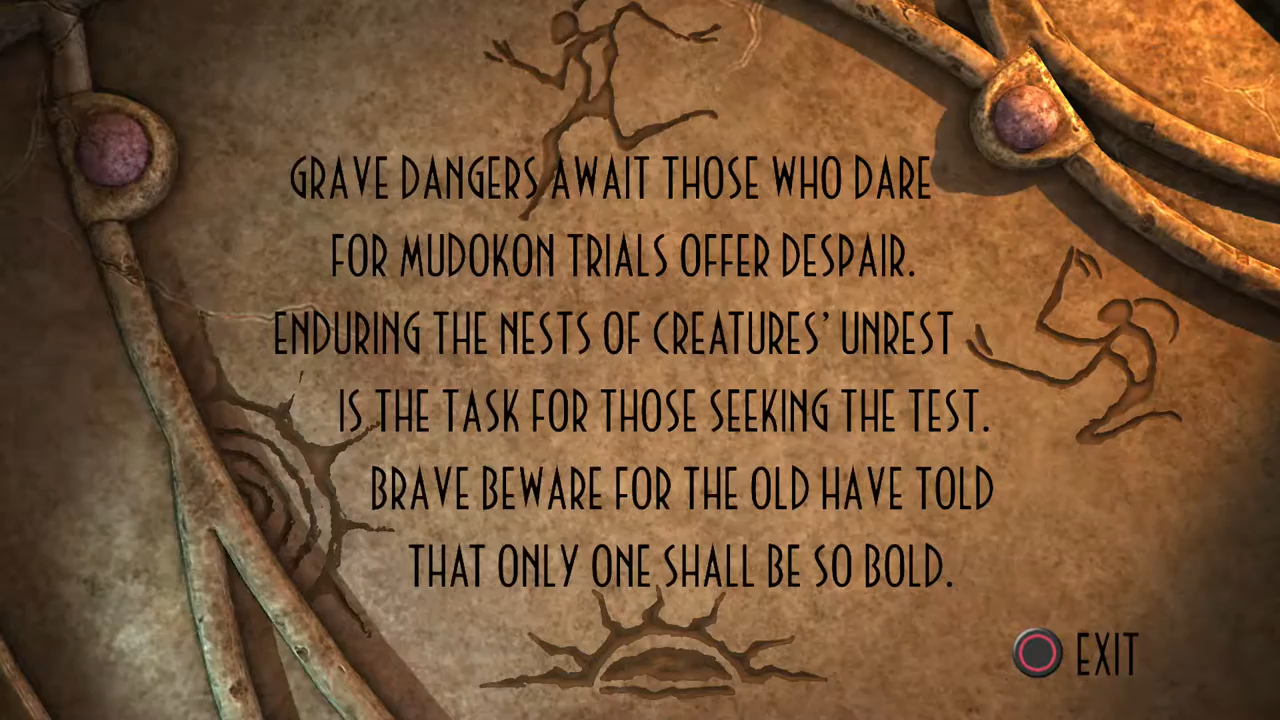 GRAVE DANGERS AWAIT THOSE WHO DARE
FOR MUDOKON TRIALS OFFER DESPAIR.
ENDURING THE NESTS OF CREATURES' UNREST
IS THE TASK FOR THOSE SEEKING THE TEST.
BRAVE BEWARE FOR THE OLD HAVE TOLD
THAT ONLY ONE SHALL BE SO BOLD.
EXIT